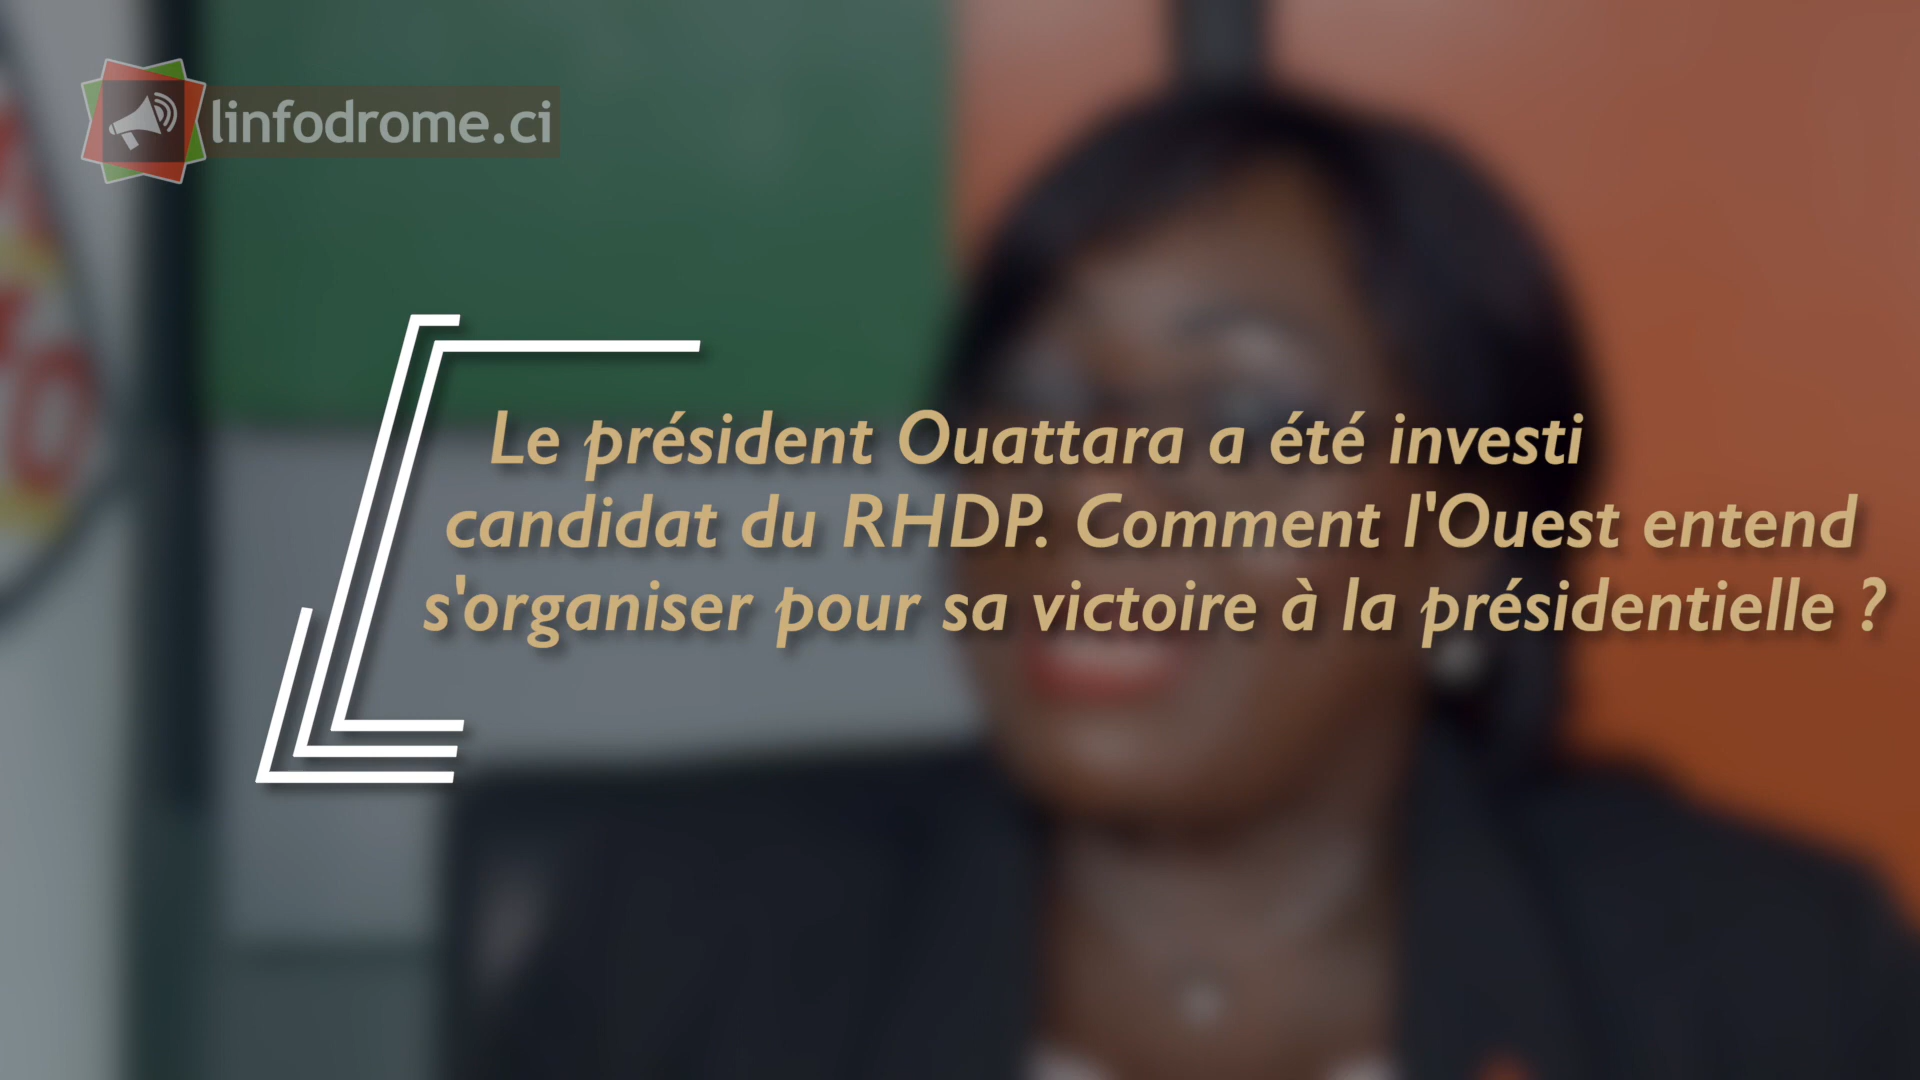 linfodrome.ci
Le président Ouattara a été investi
candidat du RHDP. Comment l'Ouest entend
s'organiser pour sa victoire à la présidentielle ?